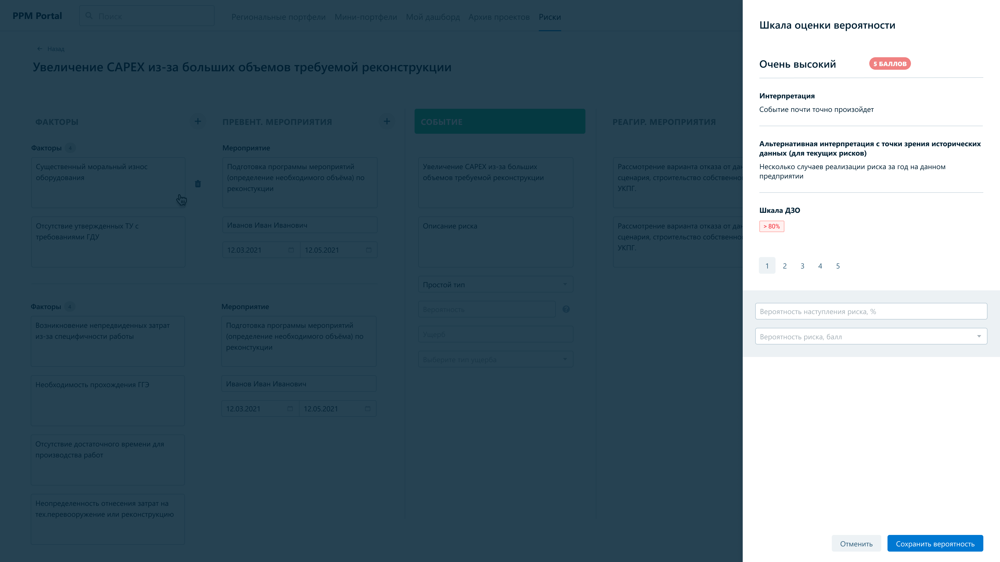 PPM Portal
Поиск
Региональные портфели
Мини-портфели
Мой дашборд
Архив проектов
Риски
Назад
Увеличение CAPEX из-за больших объемов требуемой реконструкции
ФАКТОРЫ
Факторы 4
Существенный моральный износ
оборудования
Отсутствие утвержденных ТУ с
требованиями ГДУ
Факторы 4
Возникновение непредвиденных затрат
из-за специфичности работы
Необходимость прохождения ГГЭ
Отсутствие достаточного времени для
производства работ
Неопределенность отнесения затрат на
тех.перевооружение или реконструкцию
ПРЕВЕНТ. МЕРОПРИЯТИЯ
Мероприятие
Подготовка программы мероприятий
(определение необходимого объёма) по
реконстукции
Иванов Иван Иванович
12.03.2021
12.05.2021
Мероприятие
Подготовка программы мероприятий
(определение необходимого объёма) по
реконстукции
Иванов Иван Иванович
12.03.2021
12.05.2021
СОБЫТИЕ
Увеличение CAPEX из-за больших
объемов требуемой реконструкции
Описание риска
Простой тип
Вероятность
?
Ущерб
Выберите тип ущерба
РЕАГИР. МЕРОПРИЯТИЯ
Рассмотрение варианта отказа от дан
сценария, строительство собственно
УКПГ.
Рассмотрение варианта отказа от дан
сценария, строительство собственно
УКПГ.
Шкала оценки вероятности
Очень высокий
5 БАЛЛОВ
Интерпретация
Событие почти точно произойдет
Альтернативная интерпретация с точки зрения исторических
данных (для текущих рисков)
Несколько случаев реализации риска за год на данном
предприятии
Шкала ДЗО
> 80%
1 2 3 4 5
Вероятность наступления риска, %
Вероятность риска, балл
Отменить
Сохранить вероятность